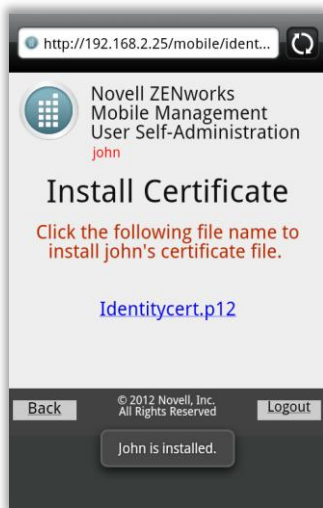 http://192.168.2.25/mobile/ident...
Novell ZENworks
Mobile Management
User Self-Administration
john
Install Certificate
Click the following file name to
install john's certificate file.
Identitycert.p12
Back
© 2012 Novell, Inc.
All Rights Reserved
Logout
John is installed.